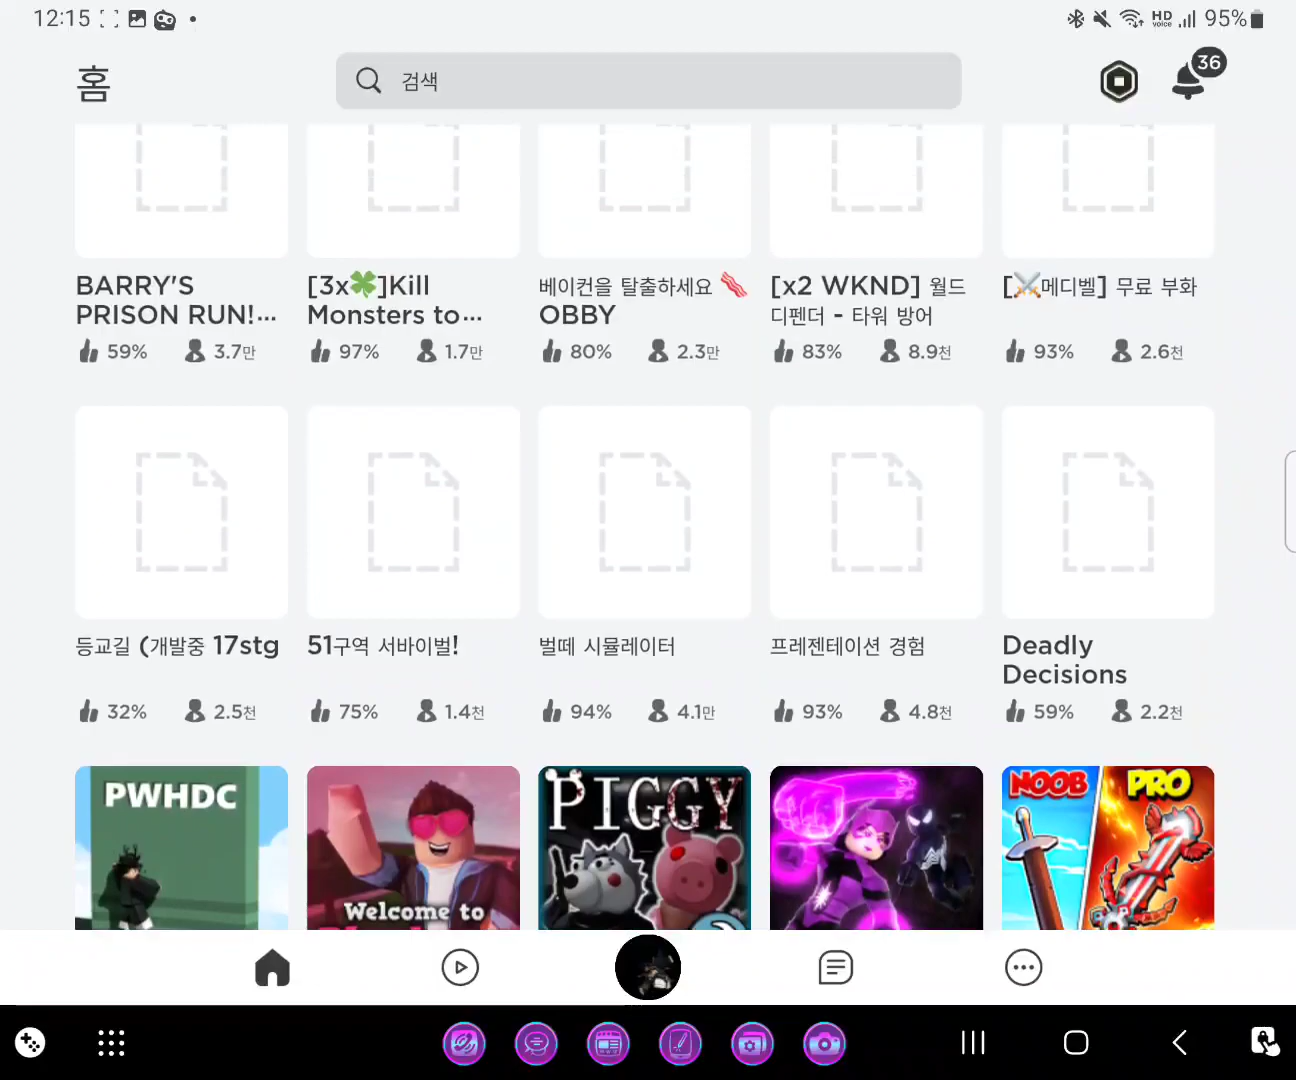 12:15
HD
voice
95%
홈
검색
36
BARRY'S
PRISON RUN!...
59% 3.7만
[3x🍀]Kill
Monsters to...
97% 1.7만
베이컨을 탈출하세요 🥓
OBBY
80% 2.3만
[x2 WKND] 월드
디펜더 - 타워 방어
83% 8.9천
[⚔️메디벨] 무료 부화
93% 2.6천
등교길 (개발중 17stg
32% 2.5천
51구역 서바이벌!
75% 1.4천
벌떼 시뮬레이터
94% 4.1만
프레젠테이션 경험
93% 4.8천
Deadly
Decisions
59% 2.2천
PWHDC
Welcome to
PIGGY
NOOB
PRO